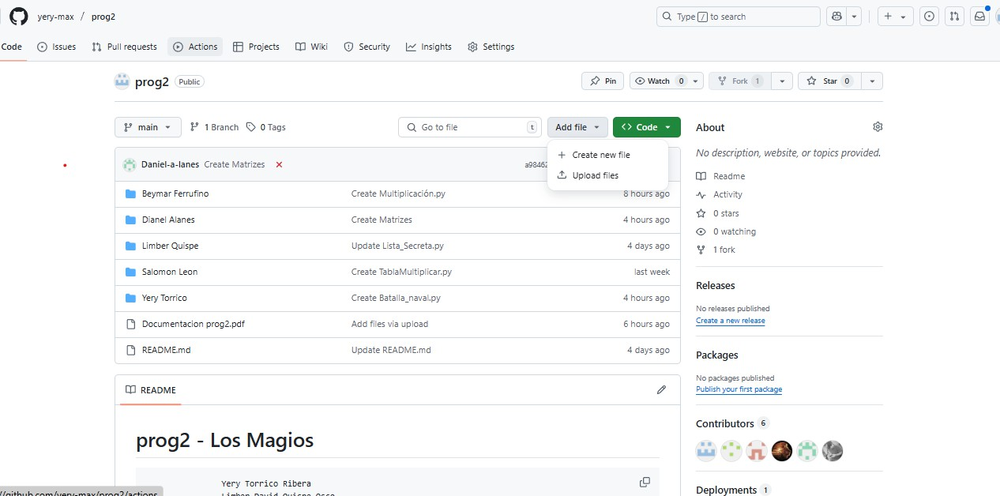 yery-max / prog2
Type / to search
Code Issues Pull requests Actions Projects Wiki Security Insights Settings
prog2 Public
Pin Watch 0 Fork 1 Star 0
main 1 Branch 0 Tags
Go to file t
Add file
Code
Create new file
Upload files
Daniel-a-lanes Create Matrizes a98462
Beymar Ferrufino Create Multiplicación.py 8 hours ago
Dianel Alanes Create Matrizes 4 hours ago
Limber Quispe Update Lista_Secreta.py 4 days ago
Salomon Leon Create TablaMultiplicar.py last week
Yery Torrico Create Batalla_naval.py 4 hours ago
Documentacion prog2.pdf Add files via upload 6 hours ago
README.md Update README.md 4 days ago
README
prog2 - Los Magios
Yery Torrico Ribera
Limber David Quispe Osco
About
No description, website, or topics provided.
Readme
Activity
0 stars
0 watching
1 fork
Releases
No releases published
Create a new release
Packages
No packages published
Publish your first package
Contributors 6
Deployments 1
//github.com/yery-max/prog2/actions